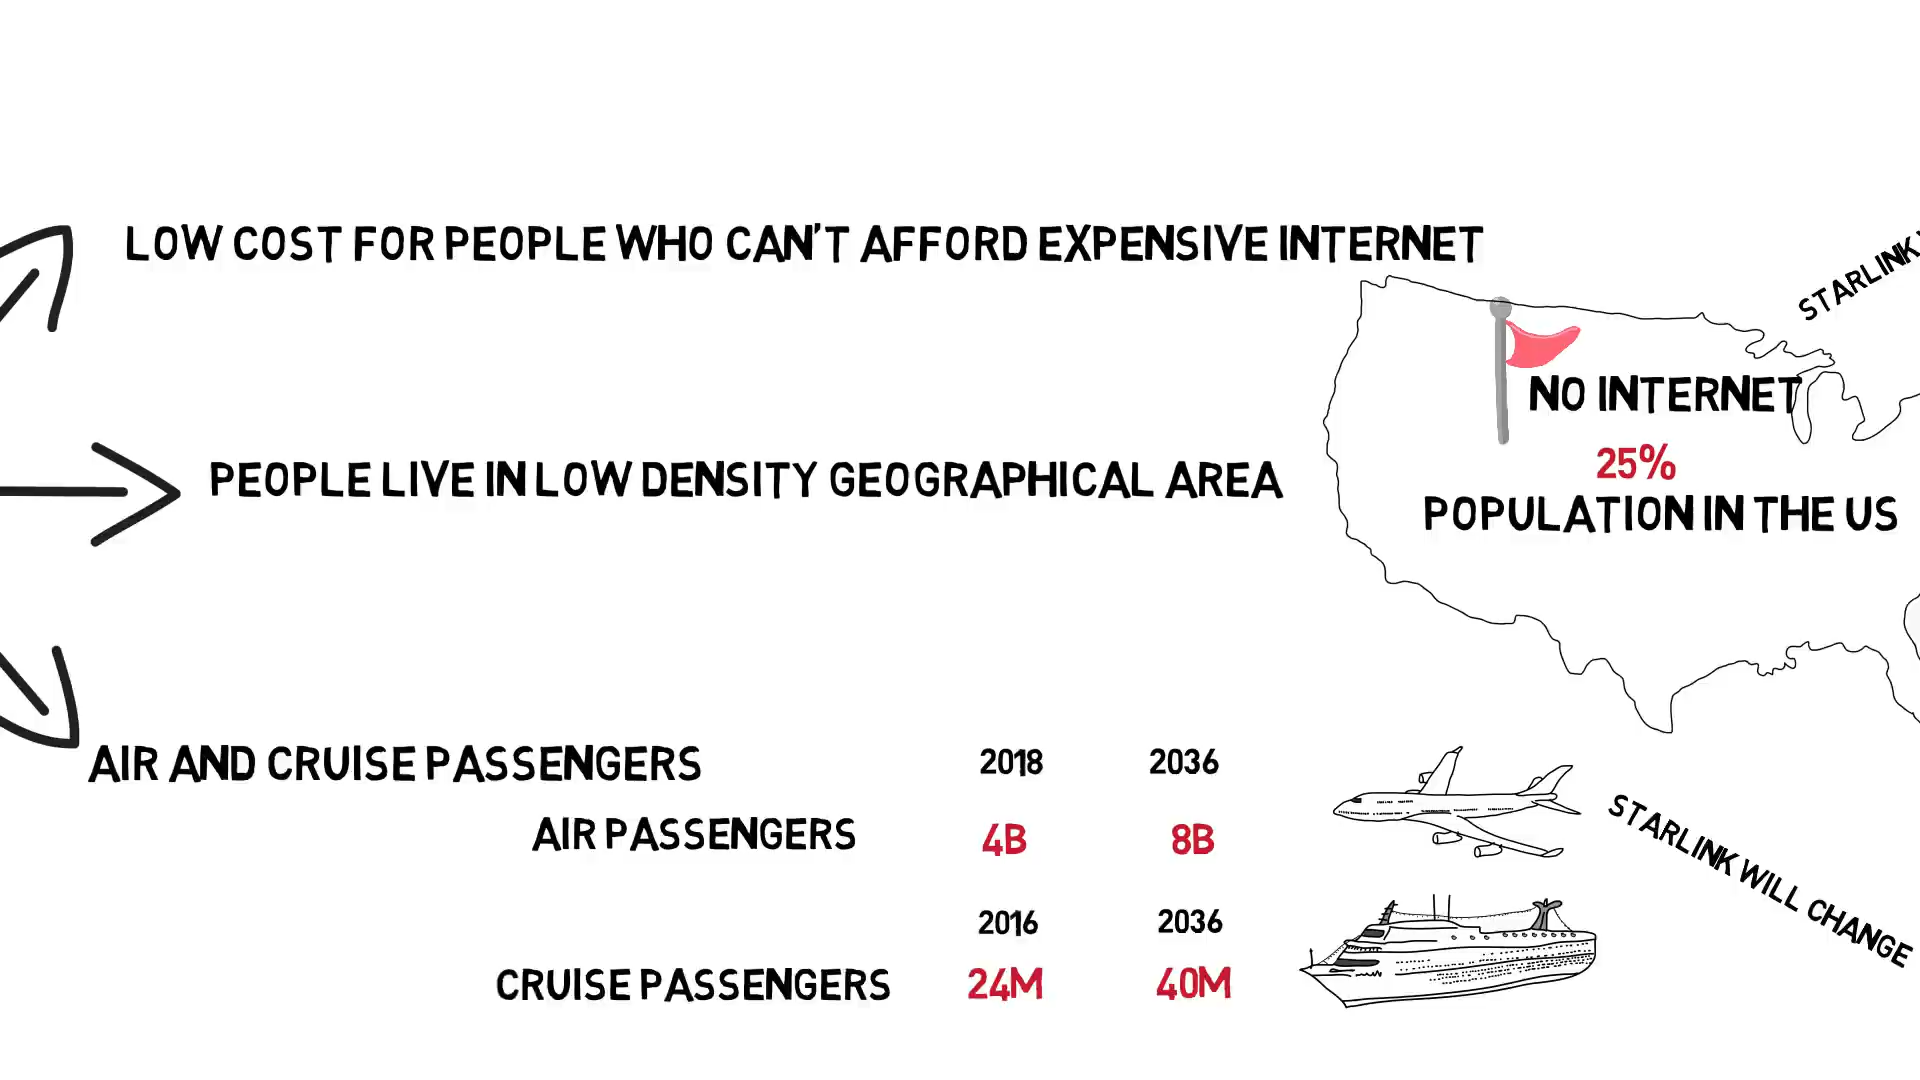 LOW COST FOR PEOPLE WHO CAN'T AFFORD EXPENSIVE INTERNET
STARLINK
NO INTERNET
25%
POPULATION IN THE US
PEOPLE LIVE IN LOW DENSITY GEOGRAPHICAL AREA
AIR AND CRUISE PASSENGERS
2018 2036
AIR PASSENGERS 4B 8B
STARLINK WILL CHANGE
2016 2036
CRUISE PASSENGERS 24M 40M